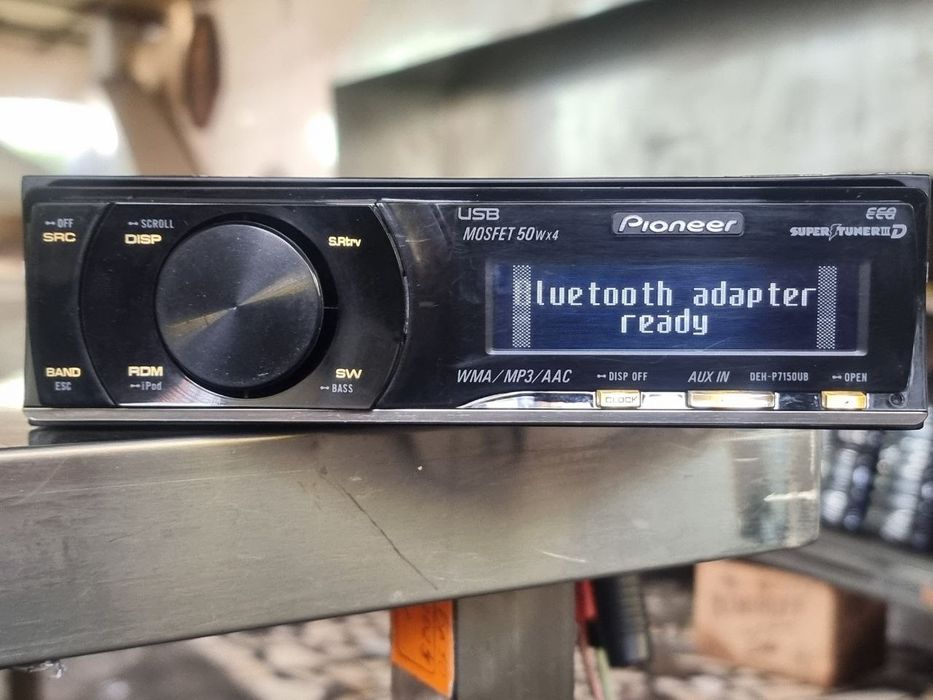 OFF
SRC
SCROLL
DISP
S.Rtrv
BAND
ESC
RDM
iPod
SW
BASS
USB
MOSFET 50Wx4
Pioneer
EEQ
SUPER TUNER III D
luetooth adapter
ready
WMA/MP3/AAC
DISP OFF
CLOCK
AUX IN
DEH-P7150UB
OPEN